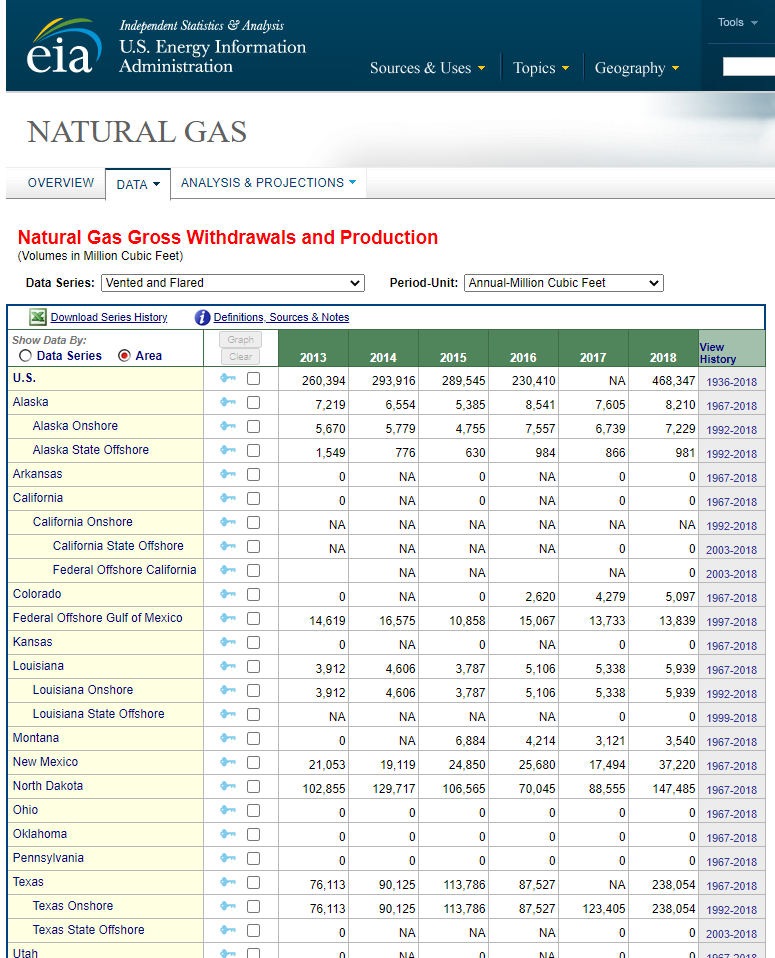 Independent Statistics & Analysis
eia U.S. Energy Information
Administration
Tools
Sources & Uses Topics Geography
NATURAL GAS
OVERVIEW DATA ANALYSIS & PROJECTIONS
Natural Gas Gross Withdrawals and Production
(Volumes in Million Cubic Feet)
Data Series: Vented and Flared Period-Unit: Annual-Million Cubic Feet
Download Series History Definitions, Sources & Notes
Show Data By:
Data Series Area
Graph
Clear
2013 2014 2015 2016 2017 2018 View History
U.S. 260,394 293,916 289,545 230,410 NA 468,347 1936-2018
Alaska 7,219 6,554 5,385 8,541 7,605 8,210 1967-2018
Alaska Onshore 5,670 5,779 4,755 7,557 6,739 7,229 1992-2018
Alaska State Offshore 1,549 776 630 984 866 981 1992-2018
Arkansas 0 NA 0 NA 0 0 1967-2018
California 0 NA 0 NA 0 0 1967-2018
California Onshore NA NA NA NA NA NA 1992-2018
California State Offshore NA NA NA NA 0 0 2003-2018
Federal Offshore California NA NA NA 0 2003-2018
Colorado 0 NA 0 2,620 4,279 5,097 1967-2018
Federal Offshore Gulf of Mexico 14,619 16,575 10,858 15,067 13,733 13,839 1997-2018
Kansas 0 NA 0 NA 0 0 1967-2018
Louisiana 3,912 4,606 3,787 5,106 5,338 5,939 1967-2018
Louisiana Onshore 3,912 4,606 3,787 5,106 5,338 5,939 1992-2018
Louisiana State Offshore NA NA NA NA 0 0 1999-2018
Montana 0 NA 6,884 4,214 3,121 3,540 1967-2018
New Mexico 21,053 19,119 24,850 25,680 17,494 37,220 1967-2018
North Dakota 102,855 129,717 106,565 70,045 88,555 147,485 1967-2018
Ohio 0 0 0 0 0 0 1967-2018
Oklahoma 0 0 0 0 0 0 1967-2018
Pennsylvania 0 0 0 0 0 0 1967-2018
Texas 76,113 90,125 113,786 87,527 NA 238,054 1967-2018
Texas Onshore 76,113 90,125 113,786 87,527 123,405 238,054 1992-2018
Texas State Offshore 0 NA NA NA 0 0 2003-2018
Utah 0 NA 0 NA 0 0 1967-2018